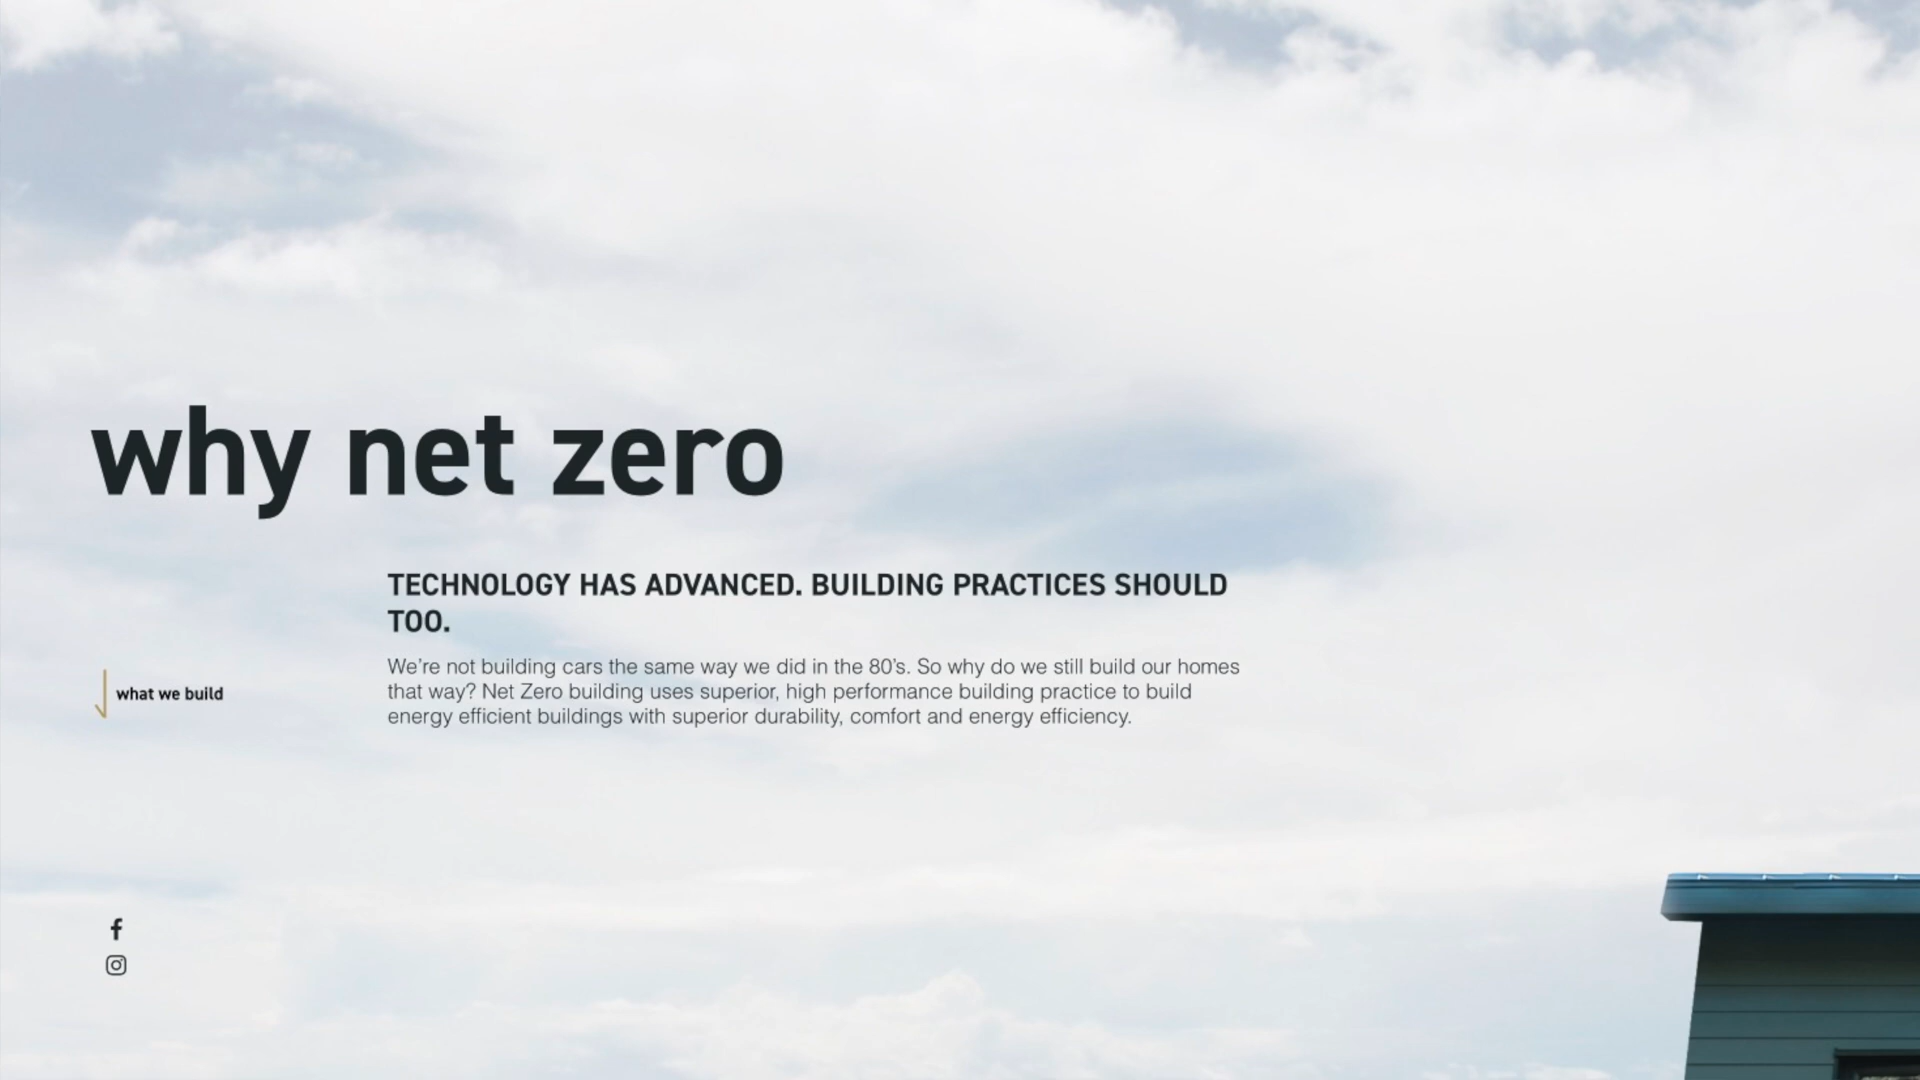 why net zero
TECHNOLOGY HAS ADVANCED. BUILDING PRACTICES SHOULD
TOO.
We're not building cars the same way we did in the 80's. So why do we still build our homes
that way? Net Zero building uses superior, high performance building practice to build
energy efficient buildings with superior durability, comfort and energy efficiency.
what we build